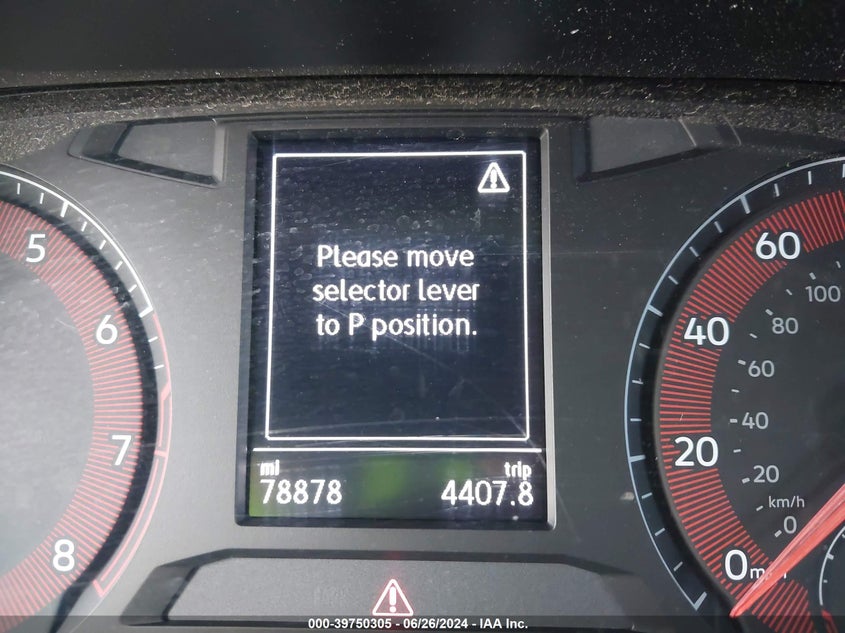 Please move
selector lever
to P position.
mi
trip
78878
4407.8
5
6
7
8
60
40
20
0 mph
100
80
60
40
20
km/h
0
000-39750305 - 06/26/2024 - IAA Inc.